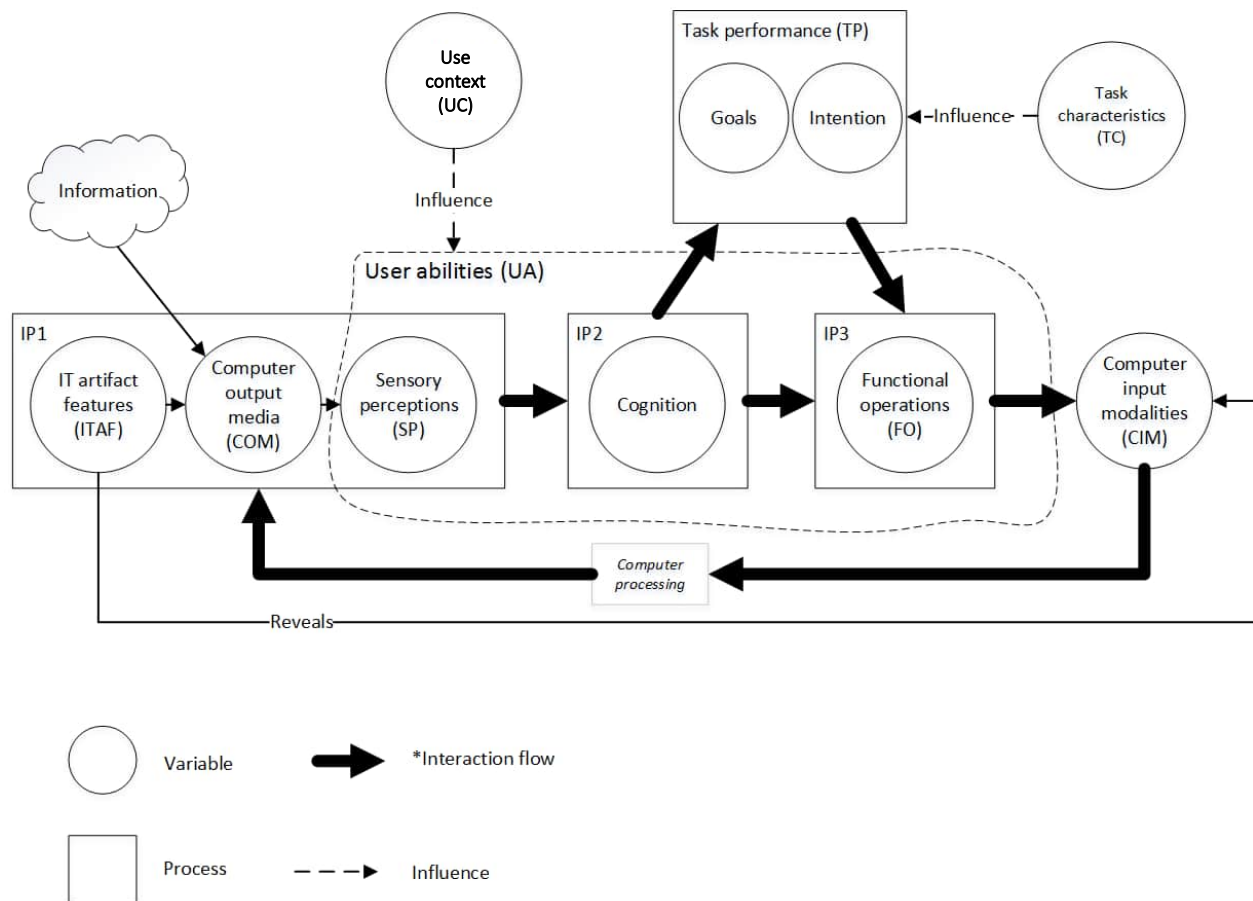 Task performance (TP)
Use
context
(UC)
Goals
Intention
Influence
Task
characteristics
(TC)
Information
Influence
User abilities (UA)
IP1
IT artifact
features
(ITAF)
Computer
output
media
(COM)
Sensory
perceptions
(SP)
IP2
Cognition
IP3
Functional
operations
(FO)
Computer
input
modalities
(CIM)
Computer
processing
Reveals
Variable
*Interaction flow
Process
Influence